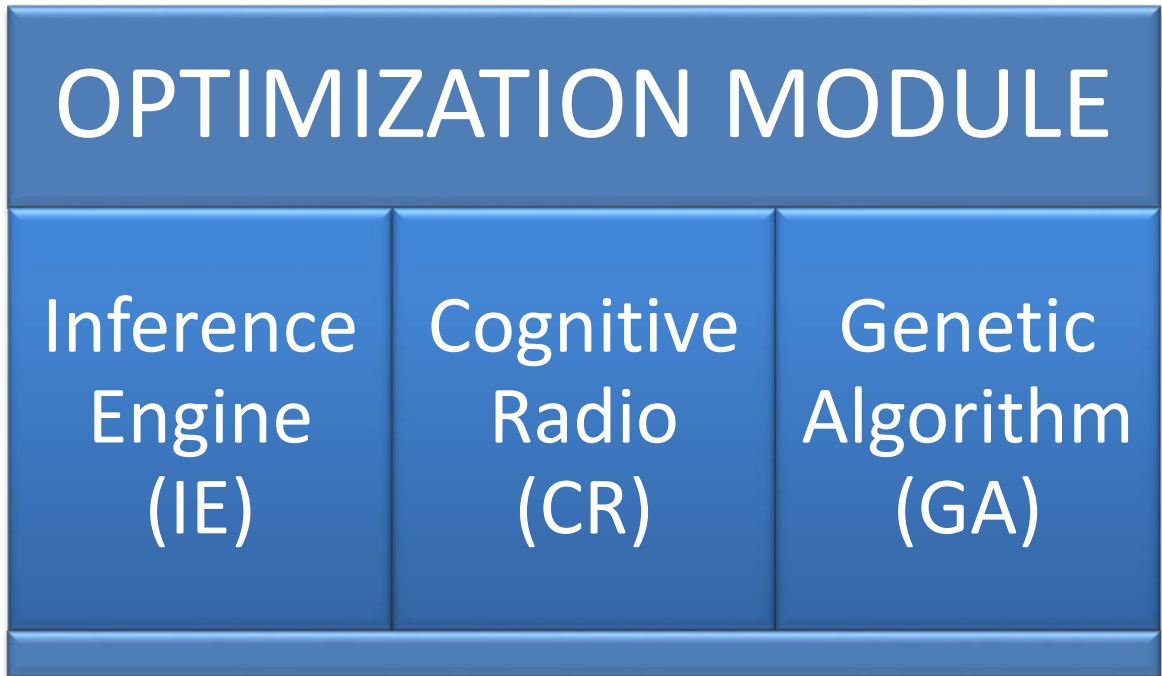 OPTIMIZATION MODULE
Inference
Engine
(IE)
Cognitive
Radio
(CR)
Genetic
Algorithm
(GA)